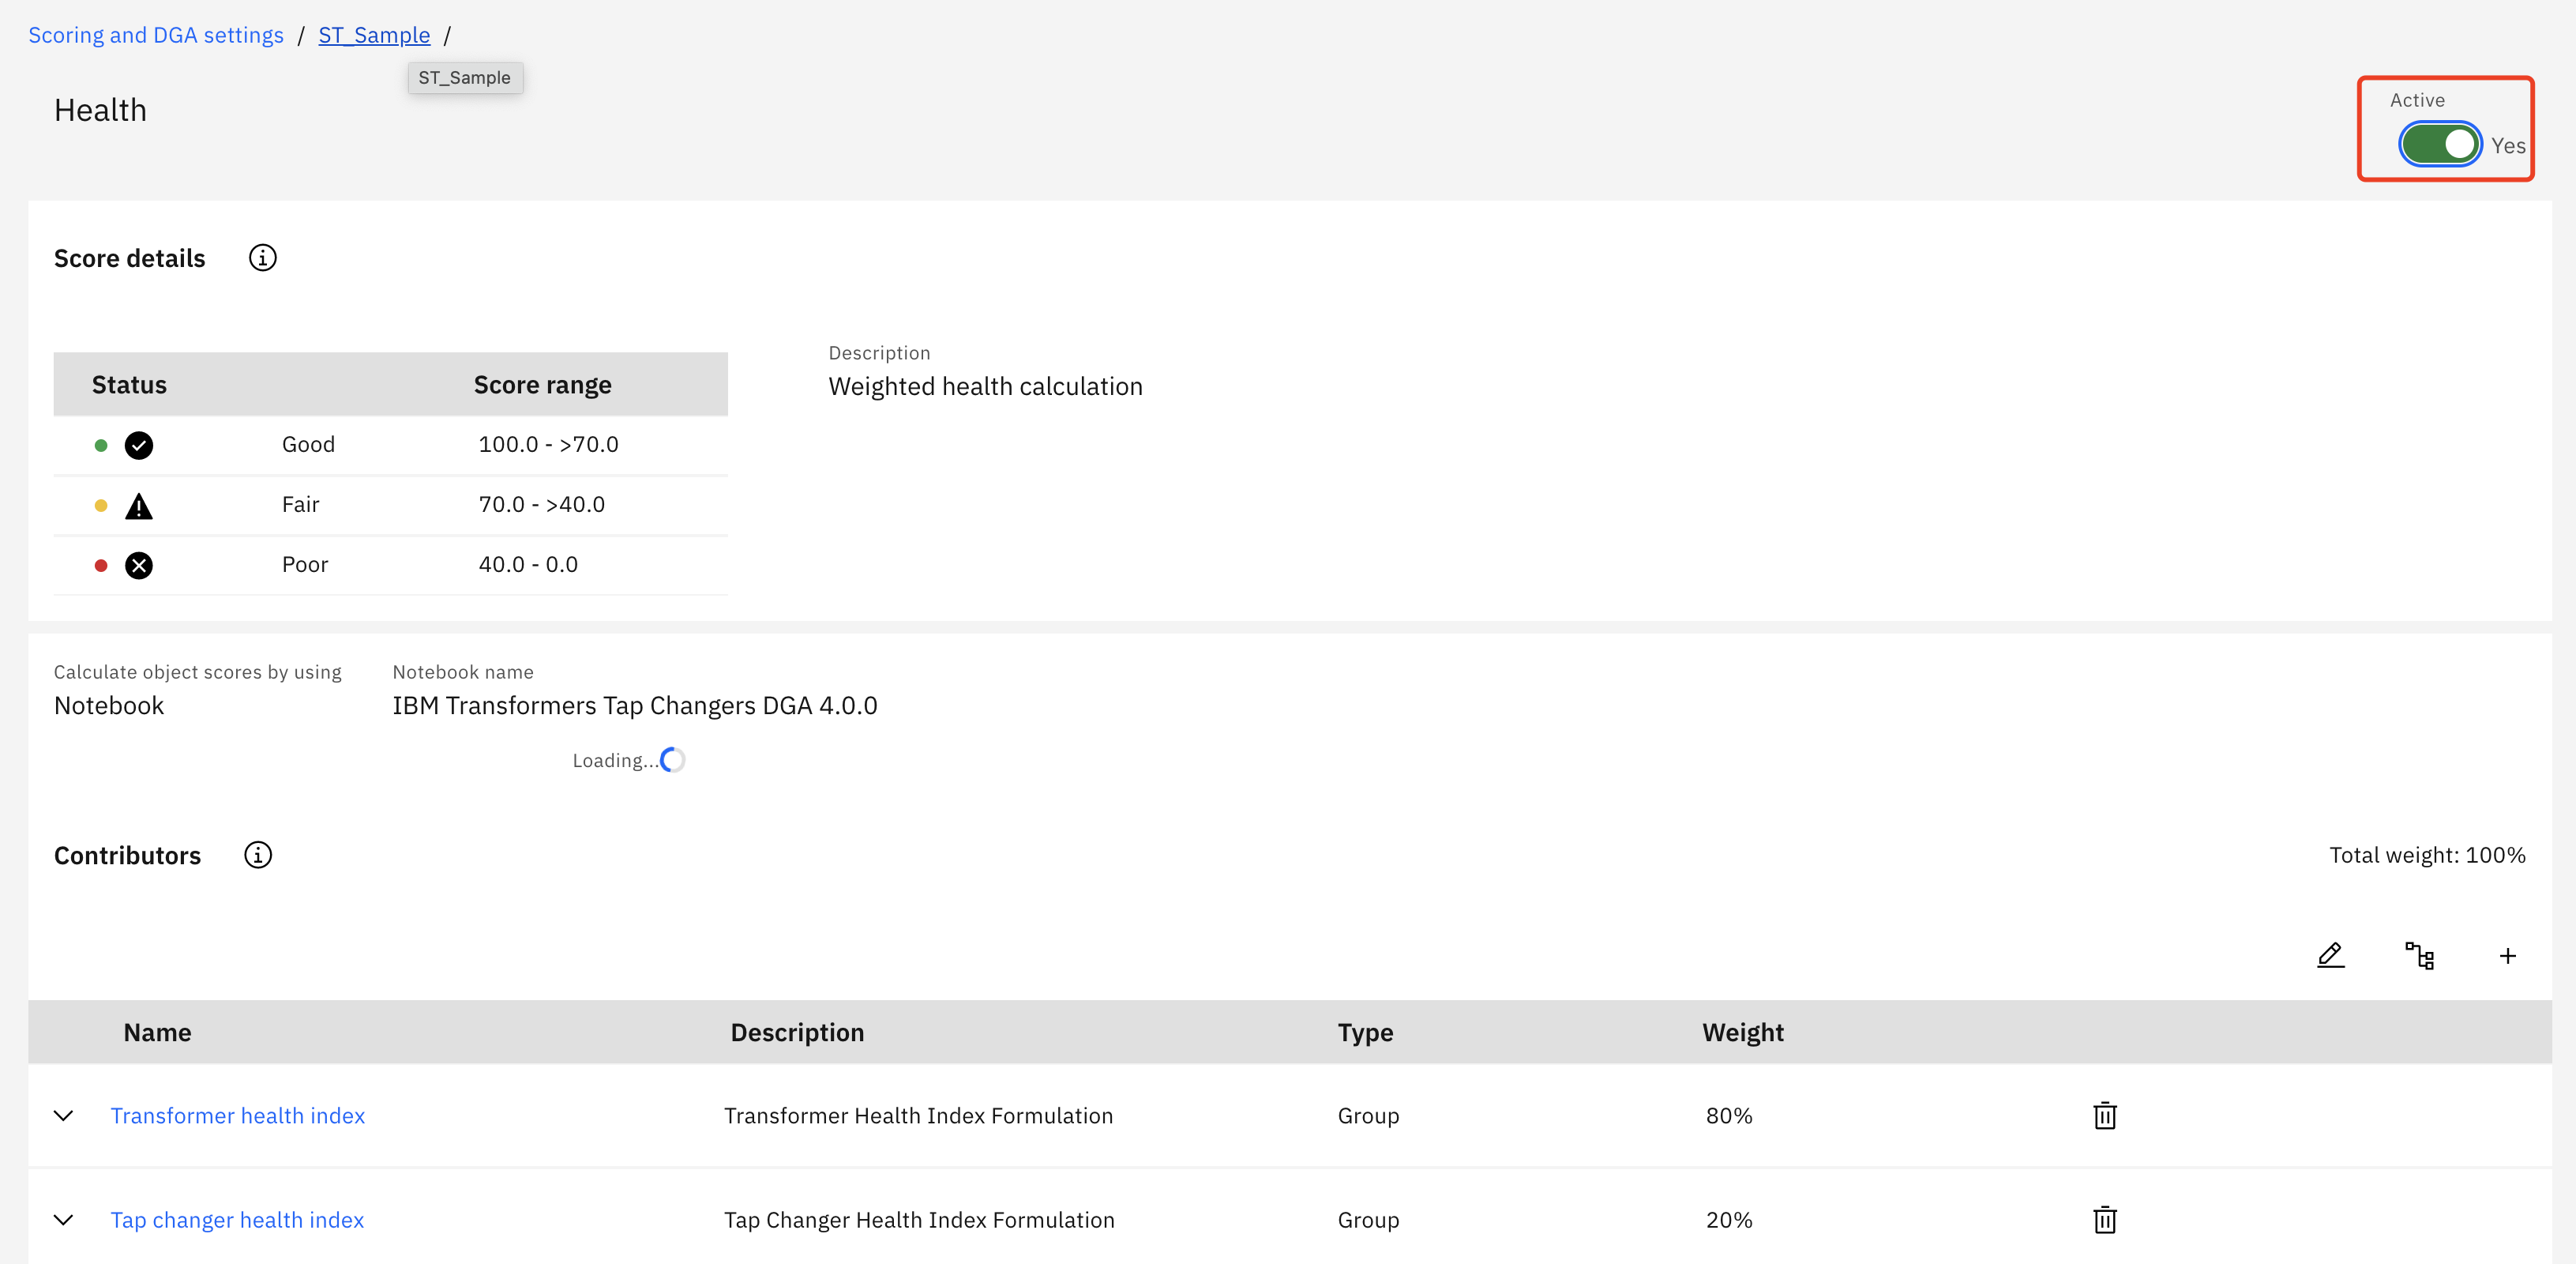 Scoring and DGA settings / ST_Sample /
ST_Sample
Health
Active
Yes
Score details
Status Score range
Good 100.0 - >70.0
Fair 70.0 - >40.0
Poor 40.0 - 0.0
Description
Weighted health calculation
Calculate object scores by using
Notebook
Notebook name
IBM Transformers Tap Changers DGA 4.0.0
Loading...
Contributors
Total weight: 100%
Name Description Type Weight
Transformer health index Transformer Health Index Formulation Group 80%
Tap changer health index Tap Changer Health Index Formulation Group 20%